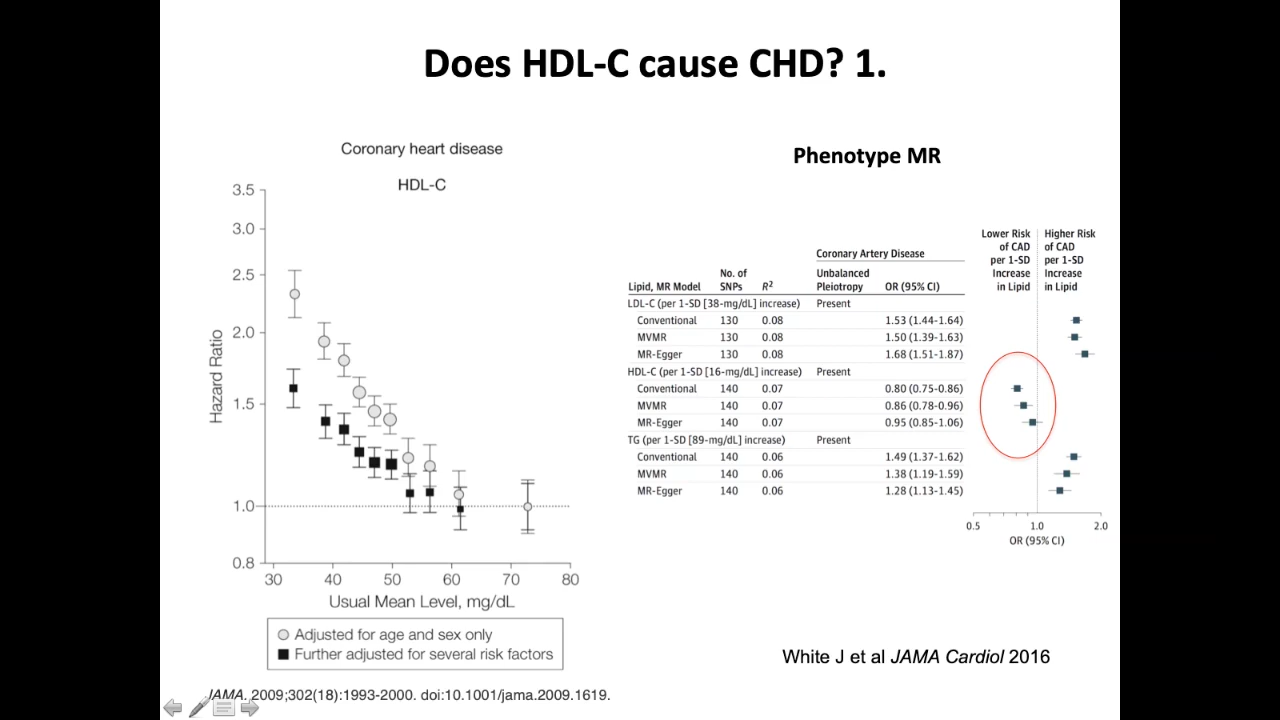 Does HDL-C cause CHD? 1.
Coronary heart disease
HDL-C
3.5
3.0
2.5
2.0
1.5
1.0
0.8
Hazard Ratio
30 40 50 60 70 80
Usual Mean Level, mg/dL
Adjusted for age and sex only
Further adjusted for several risk factors
JAMA. 2009;302(18):1993-2000. doi:10.1001/jama.2009.1619.
Phenotype MR
Lower Risk of CAD per 1-SD Increase in Lipid
Higher Risk of CAD per 1-SD Increase in Lipid
Coronary Artery Disease
Lipid, MR Model No. of SNPs R² Unbalanced Pleiotropy OR (95% CI)
LDL-C (per 1-SD [38-mg/dL] increase) Present
Conventional 130 0.08 1.53 (1.44-1.64)
MVMR 130 0.08 1.50 (1.39-1.63)
MR-Egger 130 0.08 1.68 (1.51-1.87)
HDL-C (per 1-SD [16-mg/dL] increase) Present
Conventional 140 0.07 0.80 (0.75-0.86)
MVMR 140 0.07 0.86 (0.78-0.96)
MR-Egger 140 0.07 0.95 (0.85-1.06)
TG (per 1-SD [89-mg/dL] increase) Present
Conventional 140 0.06 1.49 (1.37-1.62)
MVMR 140 0.06 1.38 (1.19-1.59)
MR-Egger 140 0.06 1.28 (1.13-1.45)
0.5 1.0 2.0
OR (95% CI)
White J et al JAMA Cardiol 2016